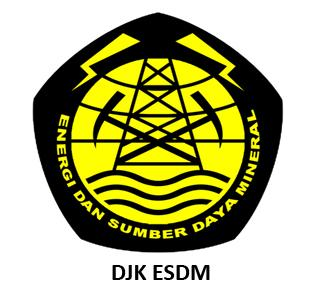 ENERGI DAN SUMBER DAYA MINERAL
DJK ESDM